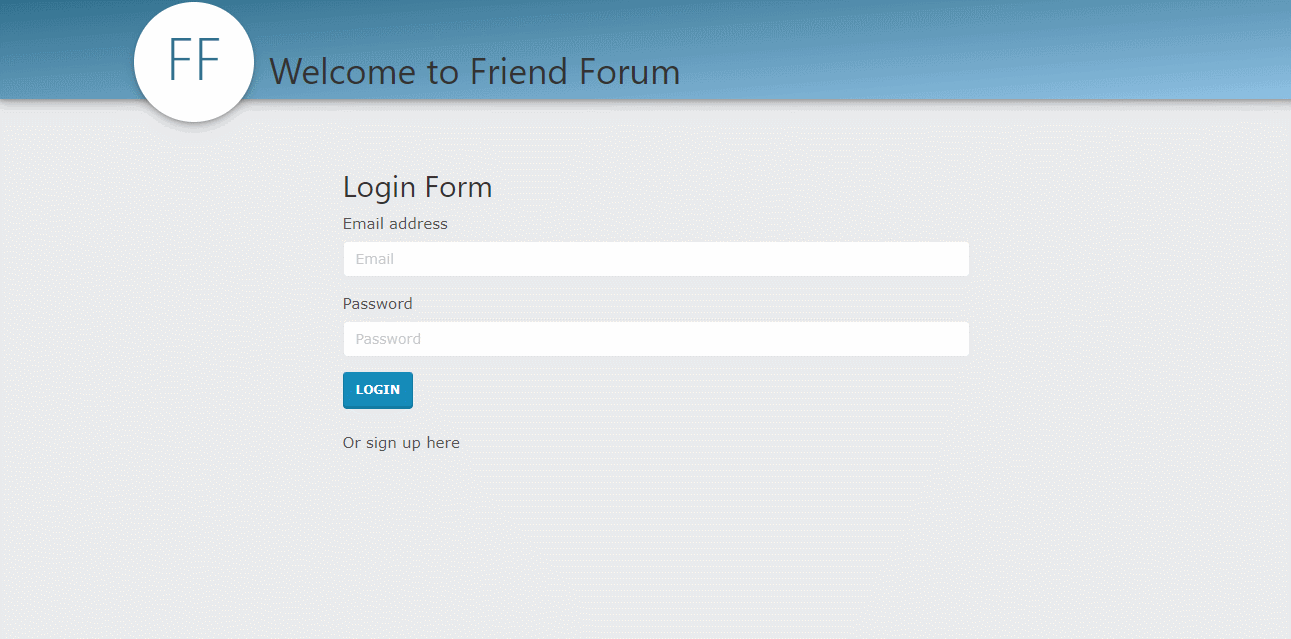 FF
Welcome to Friend Forum
Login Form
Email address
Email
Password
Password
LOGIN
Or sign up here